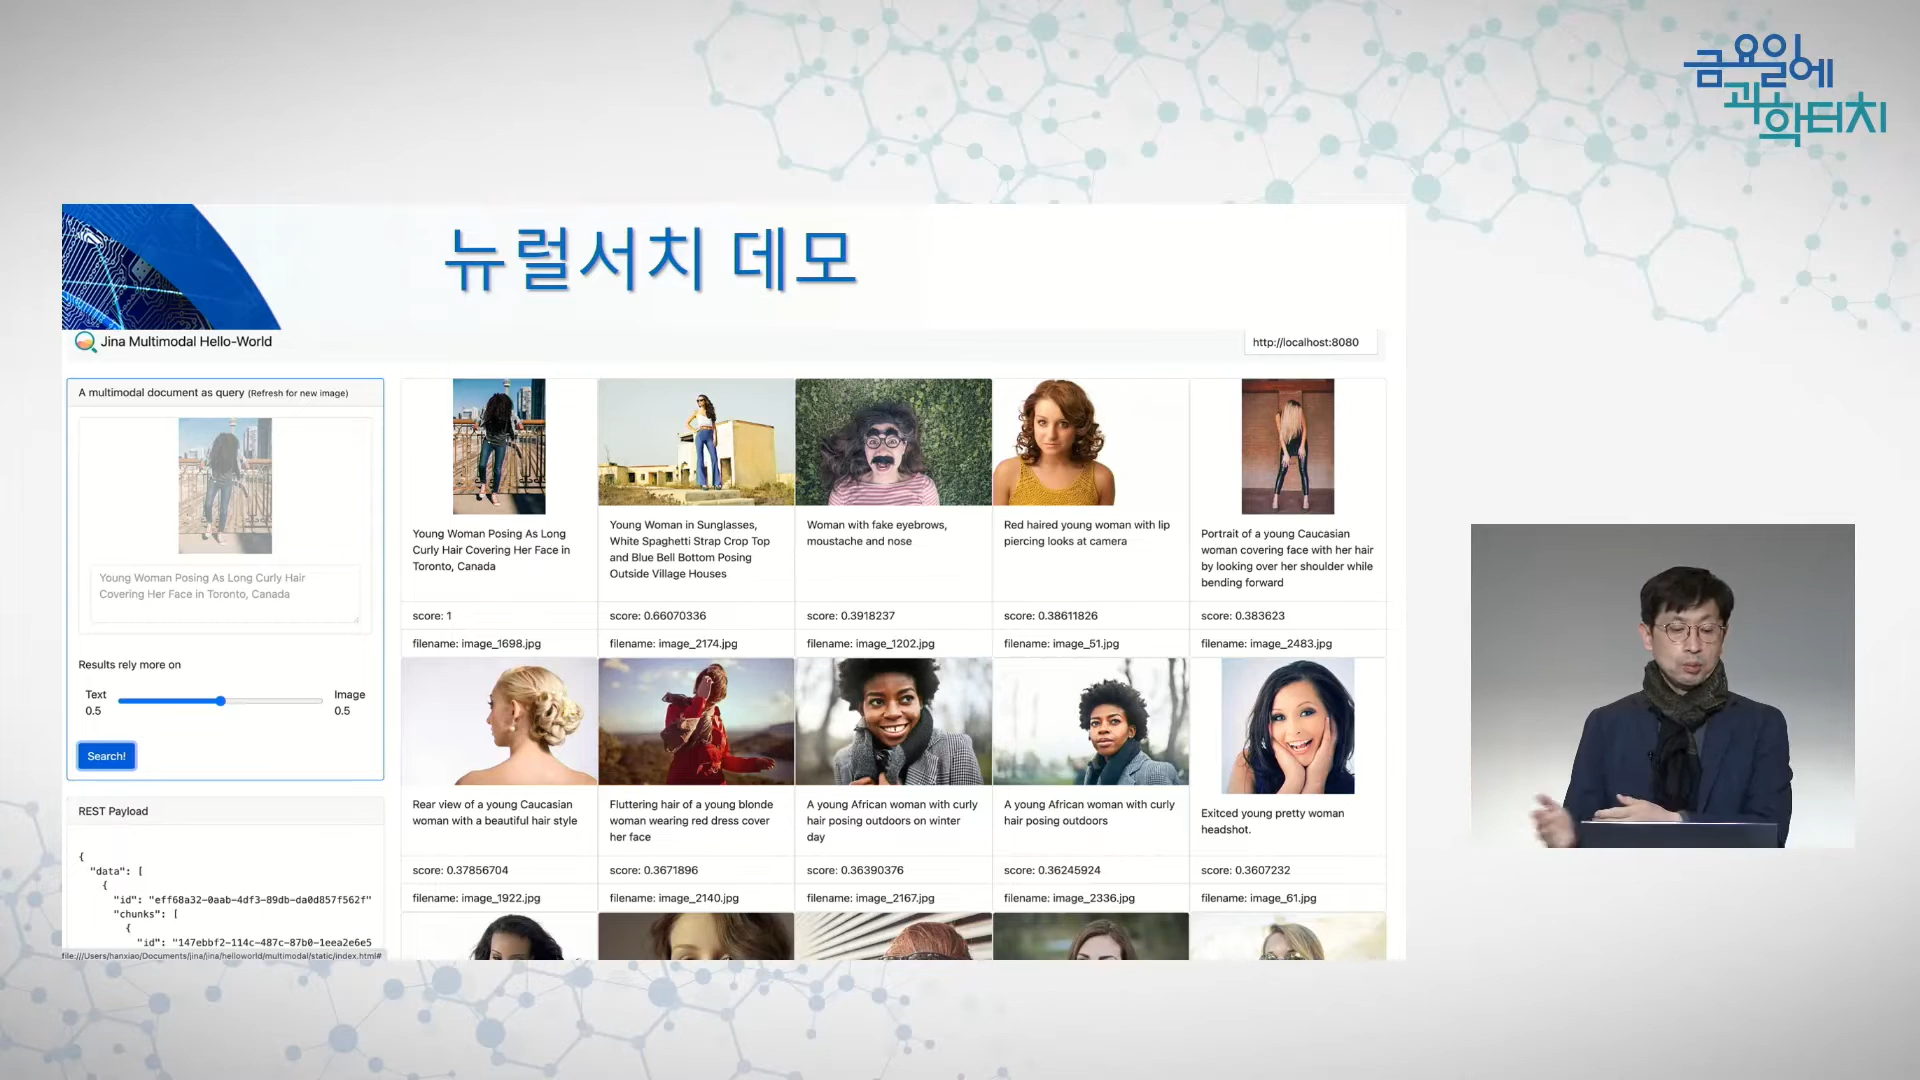 금요일에
과학터치
뉴럴서치 데모
Jina Multimodal Hello-World
http://localhost:8080
A multimodal document as query (Refresh for new image)
Young Woman Posing As Long Curly Hair
Covering Her Face in Toronto, Canada
Results rely more on
Text
0.5
Image
0.5
Search!
REST Payload
{
"data": [
{
"id": "eff68a32-0aab-4df3-89db-da0d857f562f"
"chunks": [
{
"id": "147ebbf2-114c-487c-87b0-1eea2e6e5
file:///Users/hanxiao/Documents/jina/jina/helloworld/multimodal/static/index.html#
Young Woman Posing As Long
Curly Hair Covering Her Face in
Toronto, Canada
score: 1
filename: image_1698.jpg
Young Woman in Sunglasses,
White Spaghetti Strap Crop Top
and Blue Bell Bottom Posing
Outside Village Houses
score: 0.66070336
filename: image_2174.jpg
Woman with fake eyebrows,
moustache and nose
score: 0.3918237
filename: image_1202.jpg
Red haired young woman with lip
piercing looks at camera
score: 0.38611826
filename: image_51.jpg
Portrait of a young Caucasian
woman covering face with her hair
by looking over her shoulder while
bending forward
score: 0.383623
filename: image_2483.jpg
Rear view of a young Caucasian
woman with a beautiful hair style
score: 0.37856704
filename: image_1922.jpg
Fluttering hair of a young blonde
woman wearing red dress cover
her face
score: 0.3671896
filename: image_2140.jpg
A young African woman with curly
hair posing outdoors on winter
day
score: 0.36390376
filename: image_2167.jpg
A young African woman with curly
hair posing outdoors
score: 0.36245924
filename: image_2336.jpg
Exitced young pretty woman
headshot.
score: 0.3607232
filename: image_61.jpg